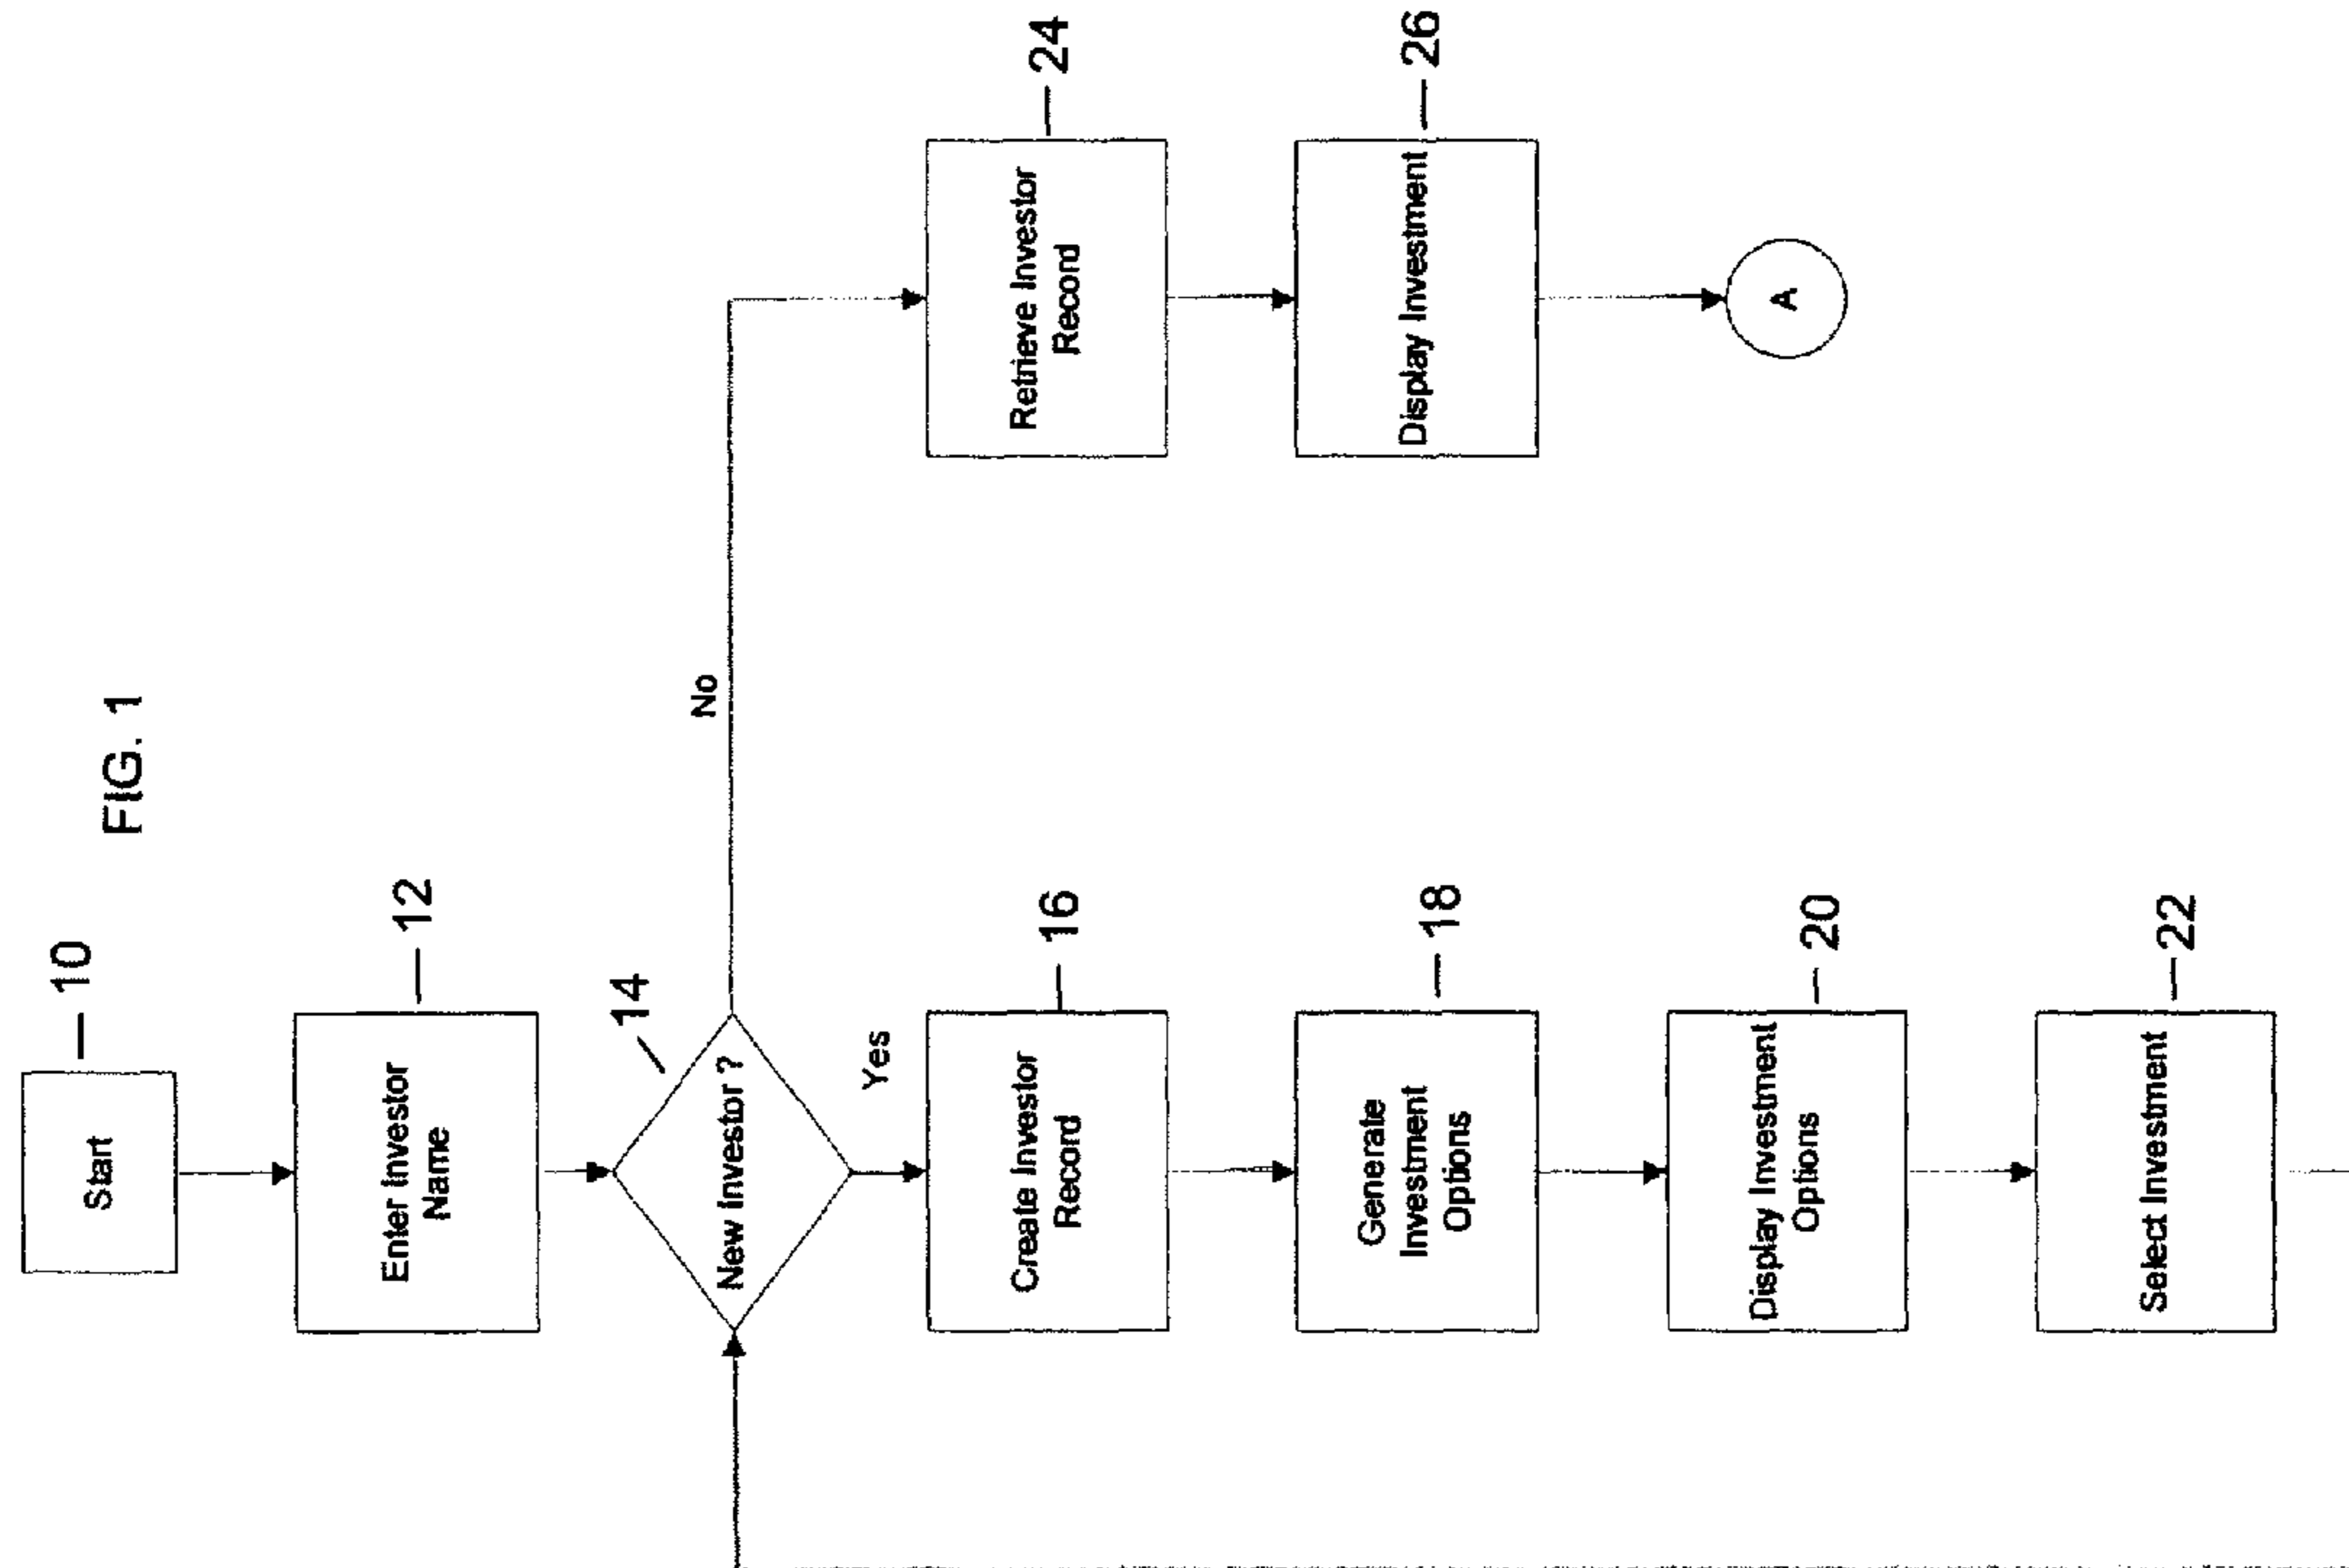 FIG. 1
Start
10
Enter Investor
Name
12
New Investor ?
14
No
Yes
Create Investor
Record
16
Retrieve Investor
Record
24
Generate
Investment
Options
18
Display Investment
26
Display Investment
Options
20
A
Select Investment
22